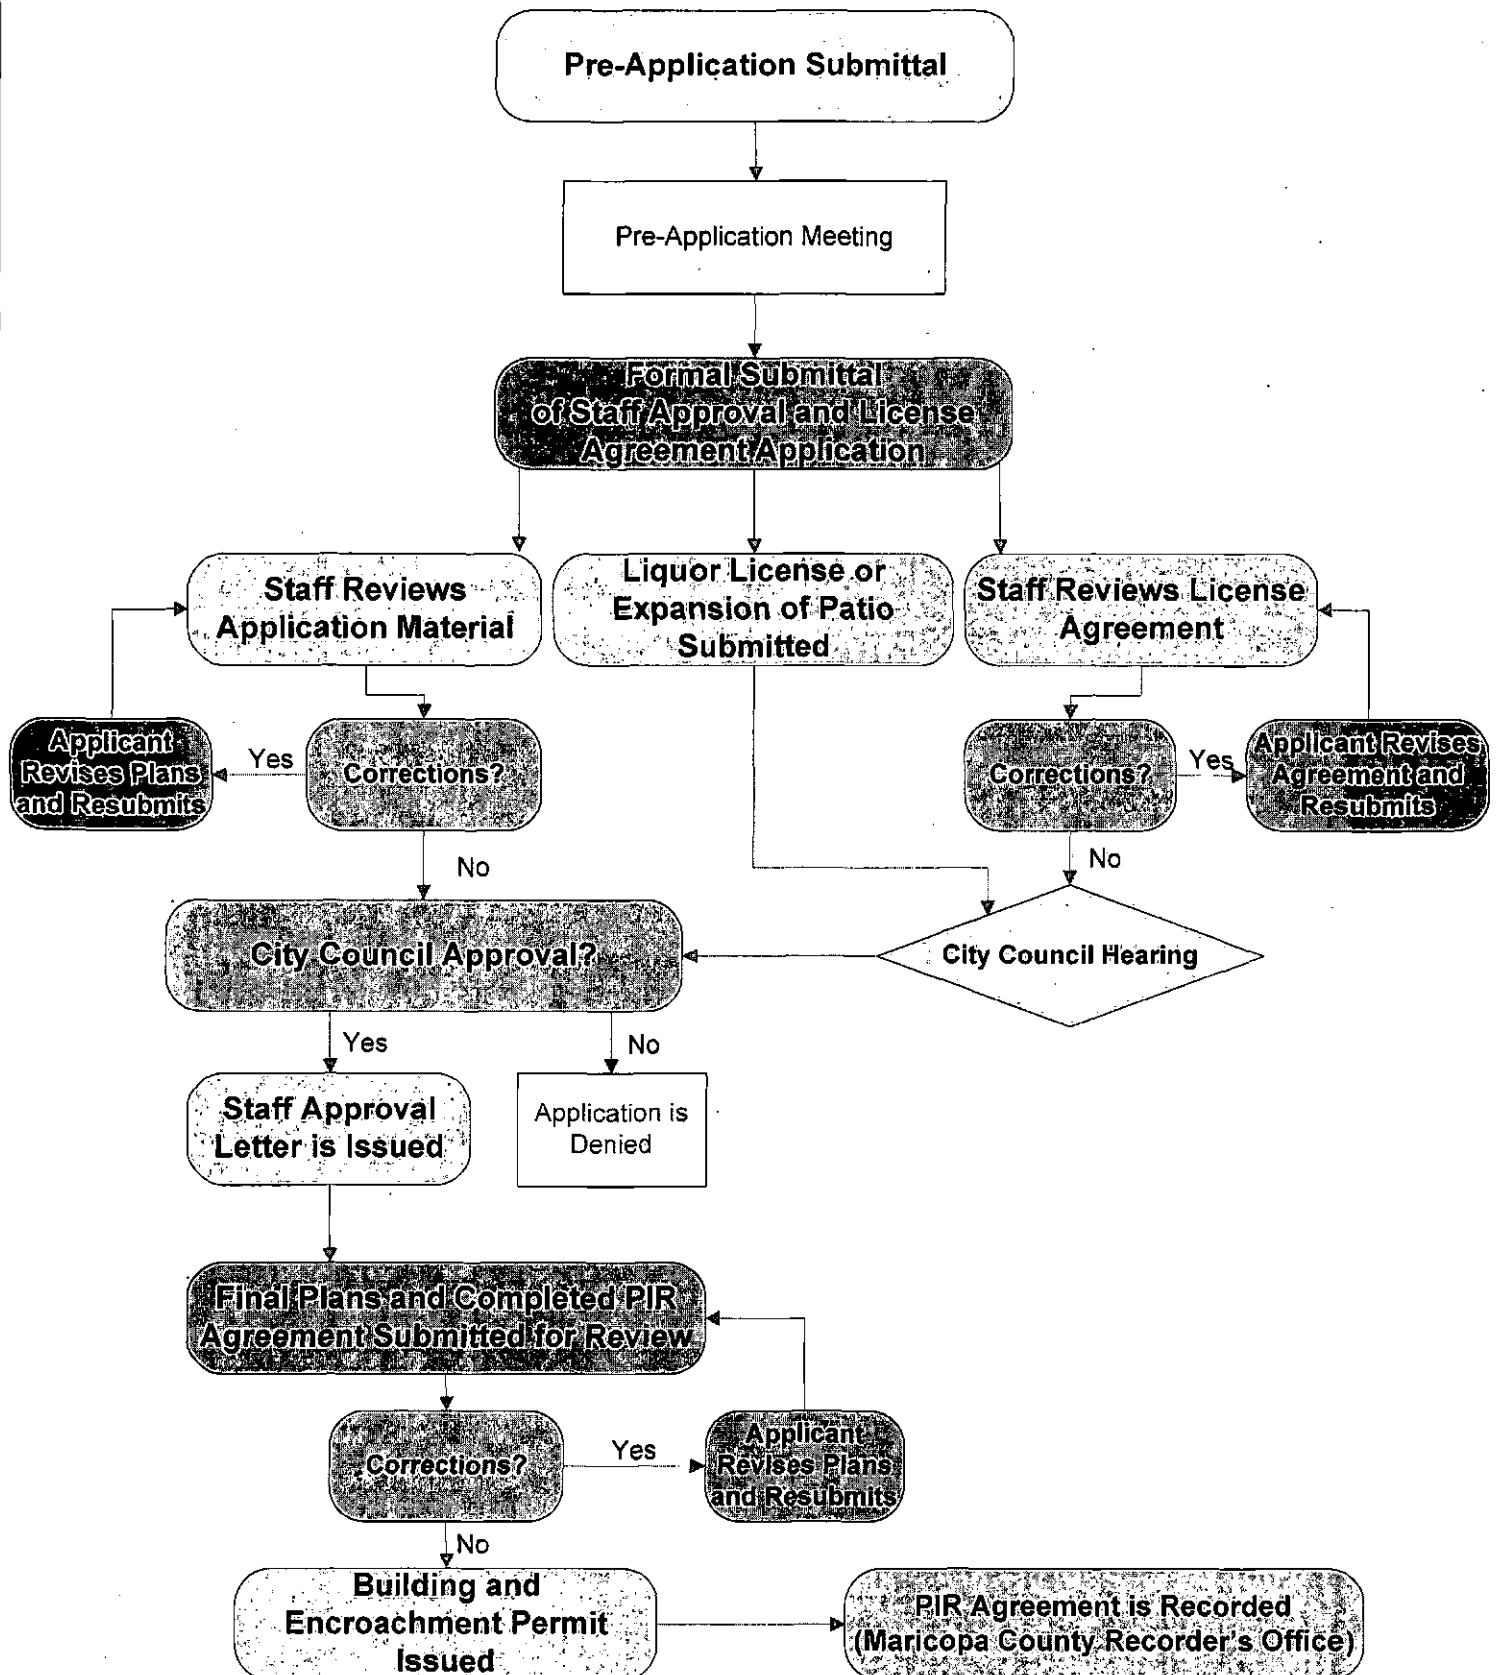 Pre-Application Submittal
Pre-Application Meeting
Formal Submittal
of Staff Approval and License
Agreement Application
Staff Reviews
Application Material
Liquor License or
Expansion of Patio
Submitted
Staff Reviews License
Agreement
Applicant
Revises Plans
and Resubmits
Yes
Corrections?
Corrections?
Yes
Applicant Revises
Agreement and
Resubmits
No
No
City Council Approval?
City Council Hearing
Yes
No
Staff Approval
Letter is Issued
Application is
Denied
Final Plans and Completed PIR
Agreement Submitted for Review
Corrections?
Yes
Applicant
Revises Plans
and Resubmits
No
Building and
Encroachment Permit
Issued
PIR Agreement is Recorded
(Maricopa County Recorder's Office)